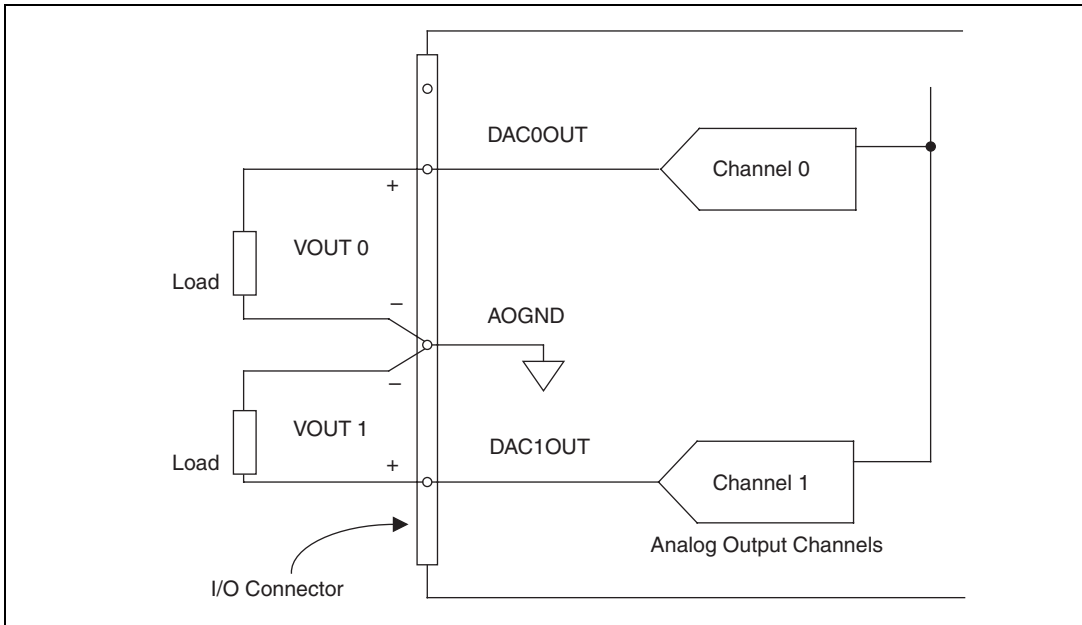 DAC0OUT
Channel 0
+
VOUT 0
Load
–
AOGND
–
VOUT 1
DAC1OUT
Load
+
Channel 1
Analog Output Channels
I/O Connector